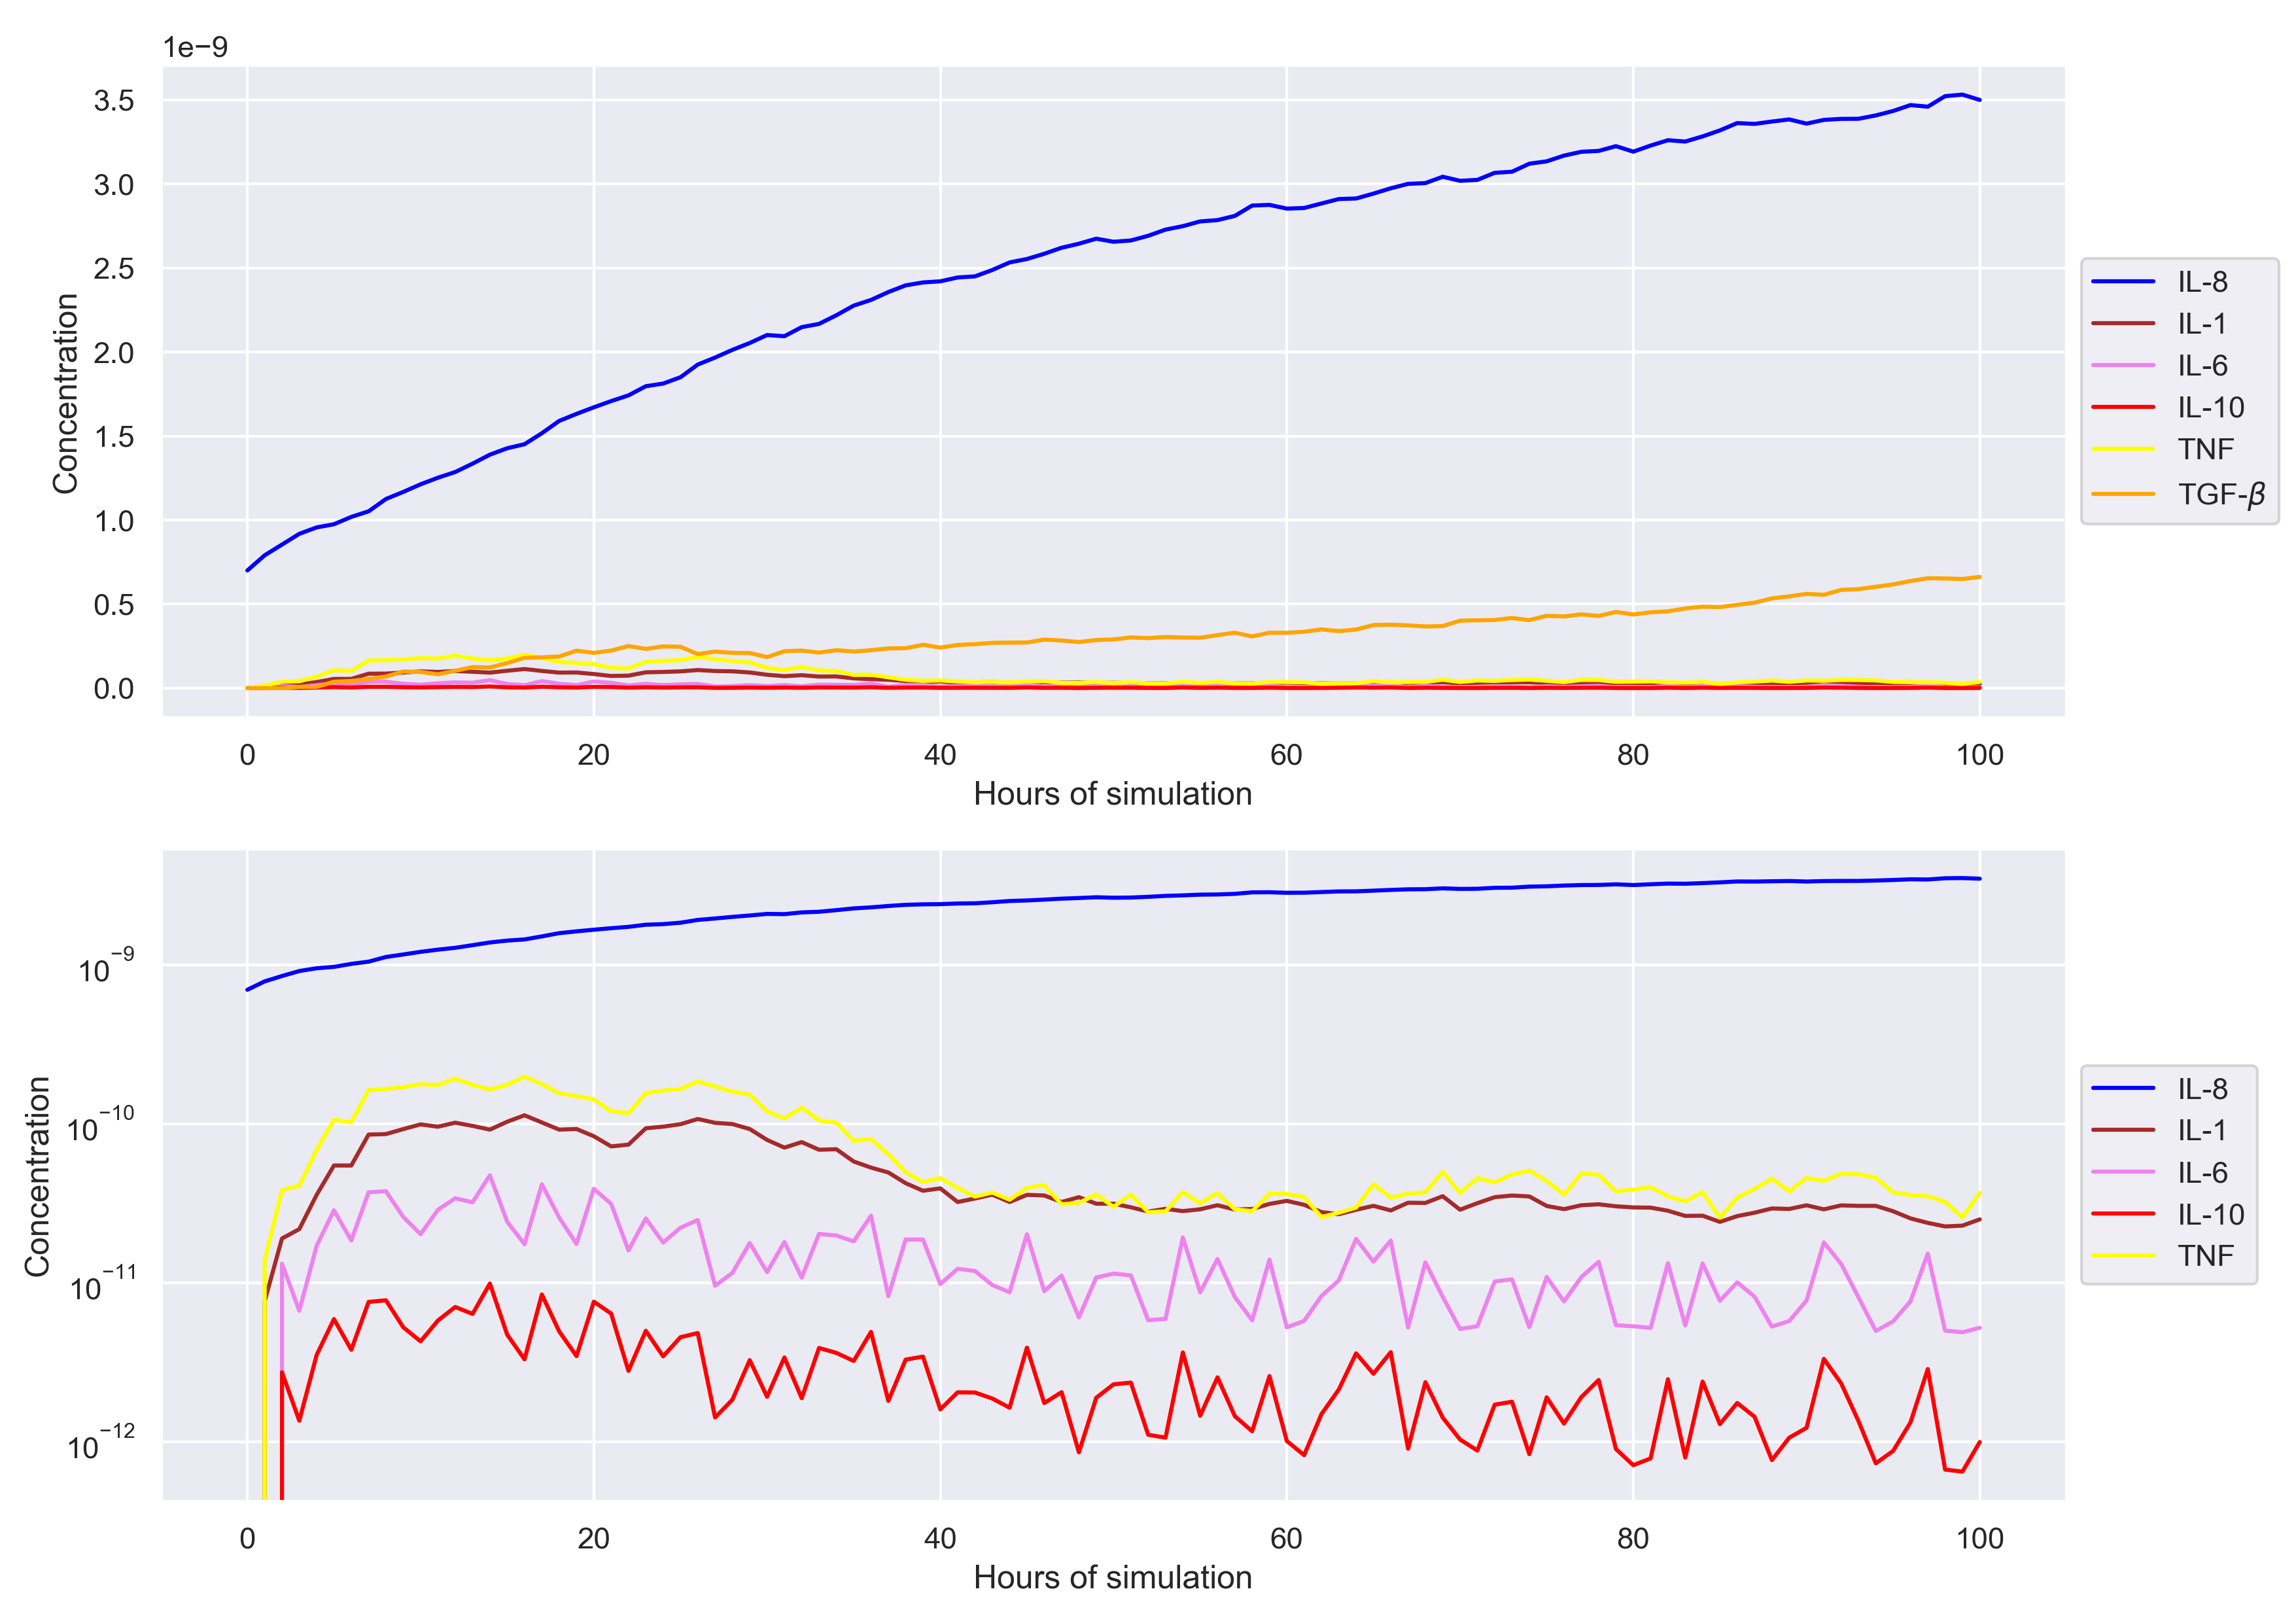 1e−9
3.5
3.0
2.5
2.0
1.5
1.0
0.5
0.0
Concentration
0 20 40 60 80 100
Hours of simulation
IL-8
IL-1
IL-6
IL-10
TNF
TGF-β
10⁻⁹
10⁻¹⁰
10⁻¹¹
10⁻¹²
Concentration
0 20 40 60 80 100
Hours of simulation
IL-8
IL-1
IL-6
IL-10
TNF